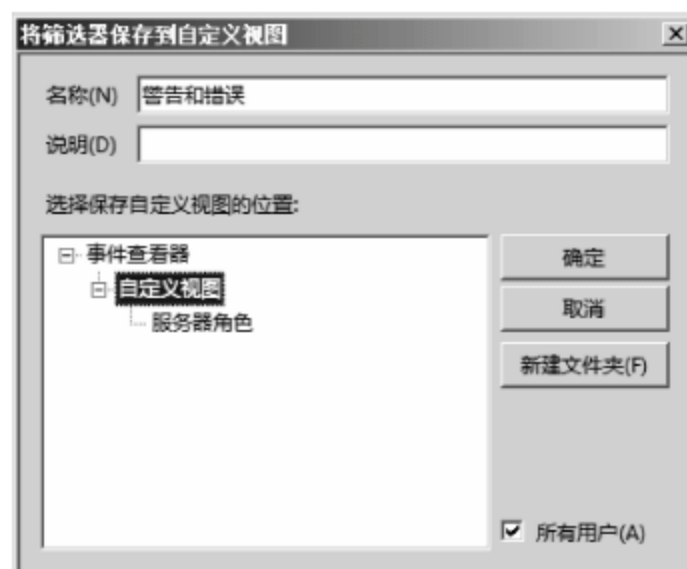 将筛选器保存到自定义视图
名称(N) 警告和错误
说明(D)
选择保存自定义视图的位置:
事件查看器
自定义视图
服务器角色
确定
取消
新建文件夹(F)
所有用户(A)